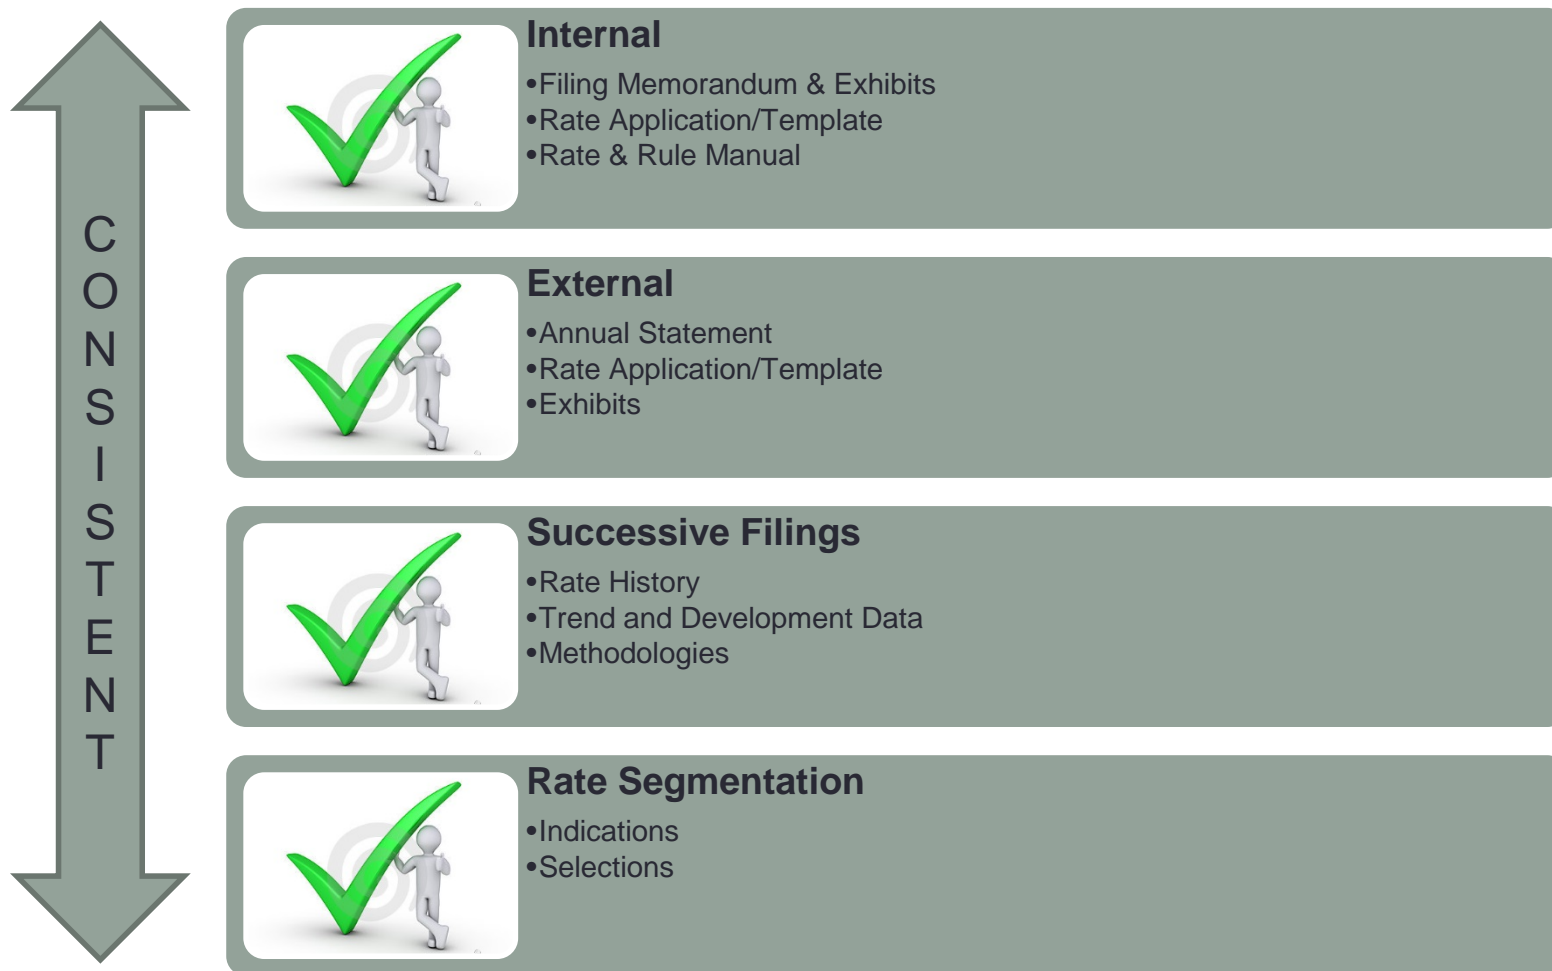 CONSISTENT
Internal
•Filing Memorandum & Exhibits
•Rate Application/Template
•Rate & Rule Manual
External
•Annual Statement
•Rate Application/Template
•Exhibits
Successive Filings
•Rate History
•Trend and Development Data
•Methodologies
Rate Segmentation
•Indications
•Selections